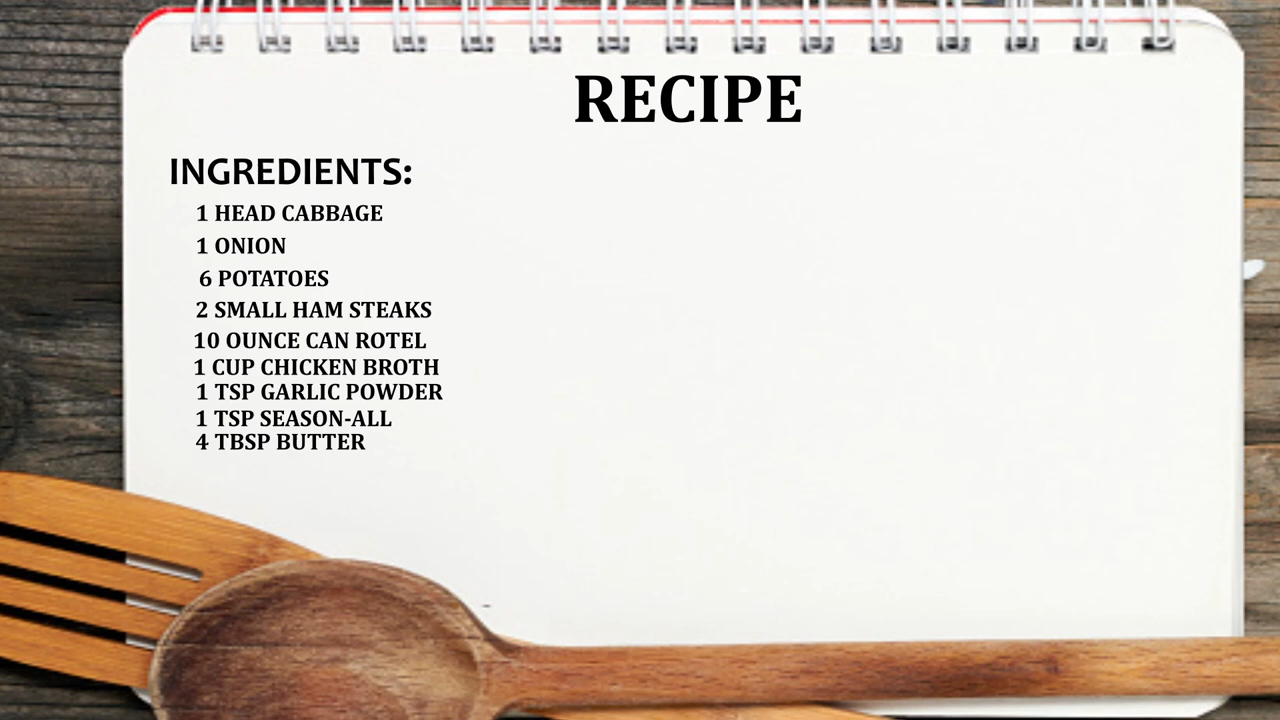 RECIPE
INGREDIENTS:
1 HEAD CABBAGE
1 ONION
6 POTATOES
2 SMALL HAM STEAKS
10 OUNCE CAN ROTEL
1 CUP CHICKEN BROTH
1 TSP GARLIC POWDER
1 TSP SEASON-ALL
4 TBSP BUTTER